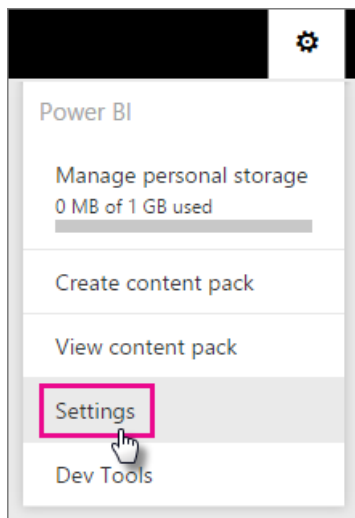 Power BI
Manage personal storage
0 MB of 1 GB used
Create content pack
View content pack
Settings
Dev Tools